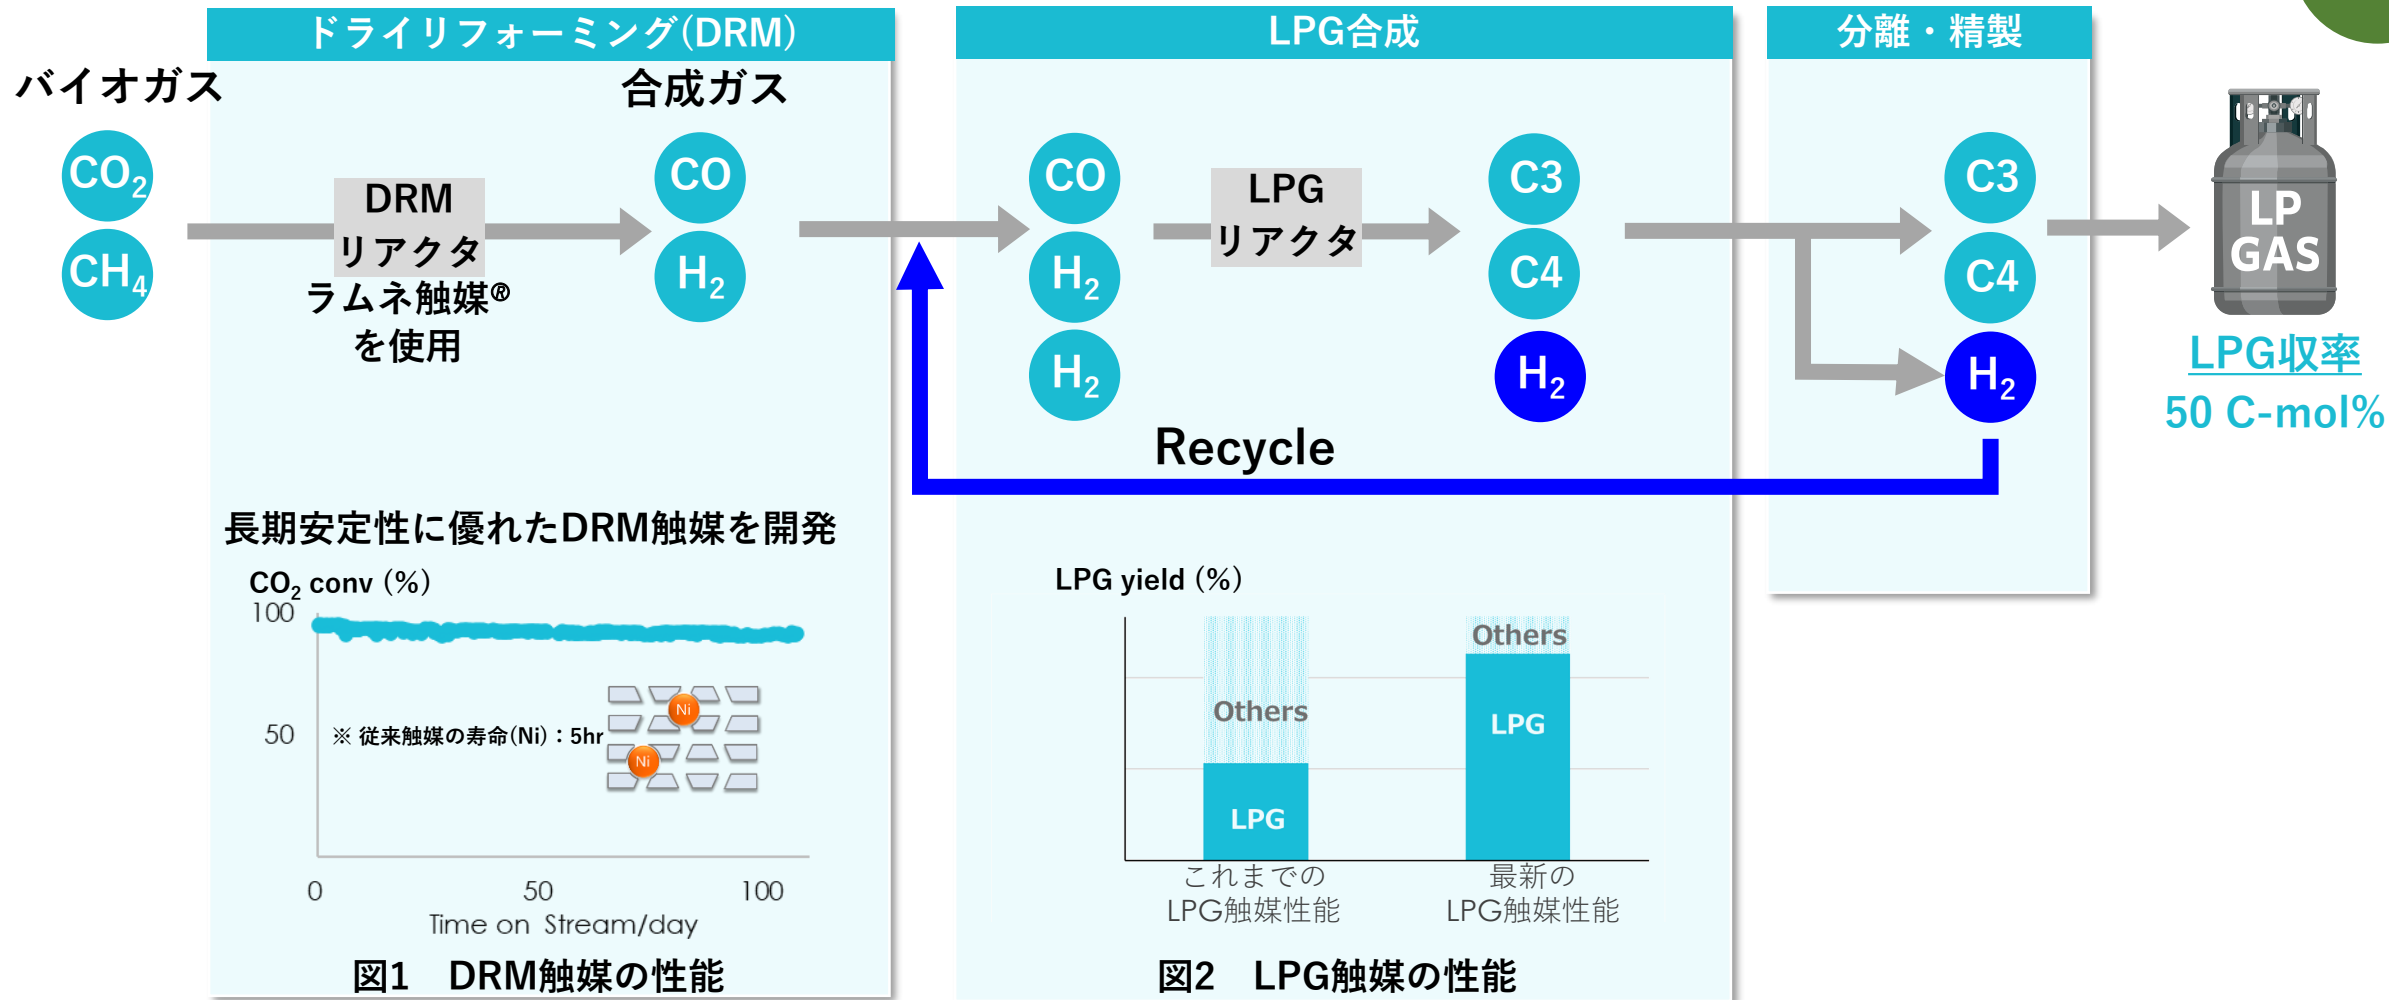 ドライリフォーミング(DRM)
LPG合成
分離・精製
バイオガス
合成ガス
CO2
CH4
DRM
リアクタ
ラムネ触媒®
を使用
CO
H2
CO
H2
H2
LPG
リアクタ
C3
C4
H2
C3
C4
H2
LP
GAS
LPG収率
50 C-mol%
Recycle
長期安定性に優れたDRM触媒を開発
CO2 conv (%)
100
50
※ 従来触媒の寿命(Ni)：5hr
Ni
Ni
0
50
100
Time on Stream/day
図1 DRM触媒の性能
LPG yield (%)
Others
LPG
Others
LPG
これまでの
LPG触媒性能
最新の
LPG触媒性能
図2 LPG触媒の性能